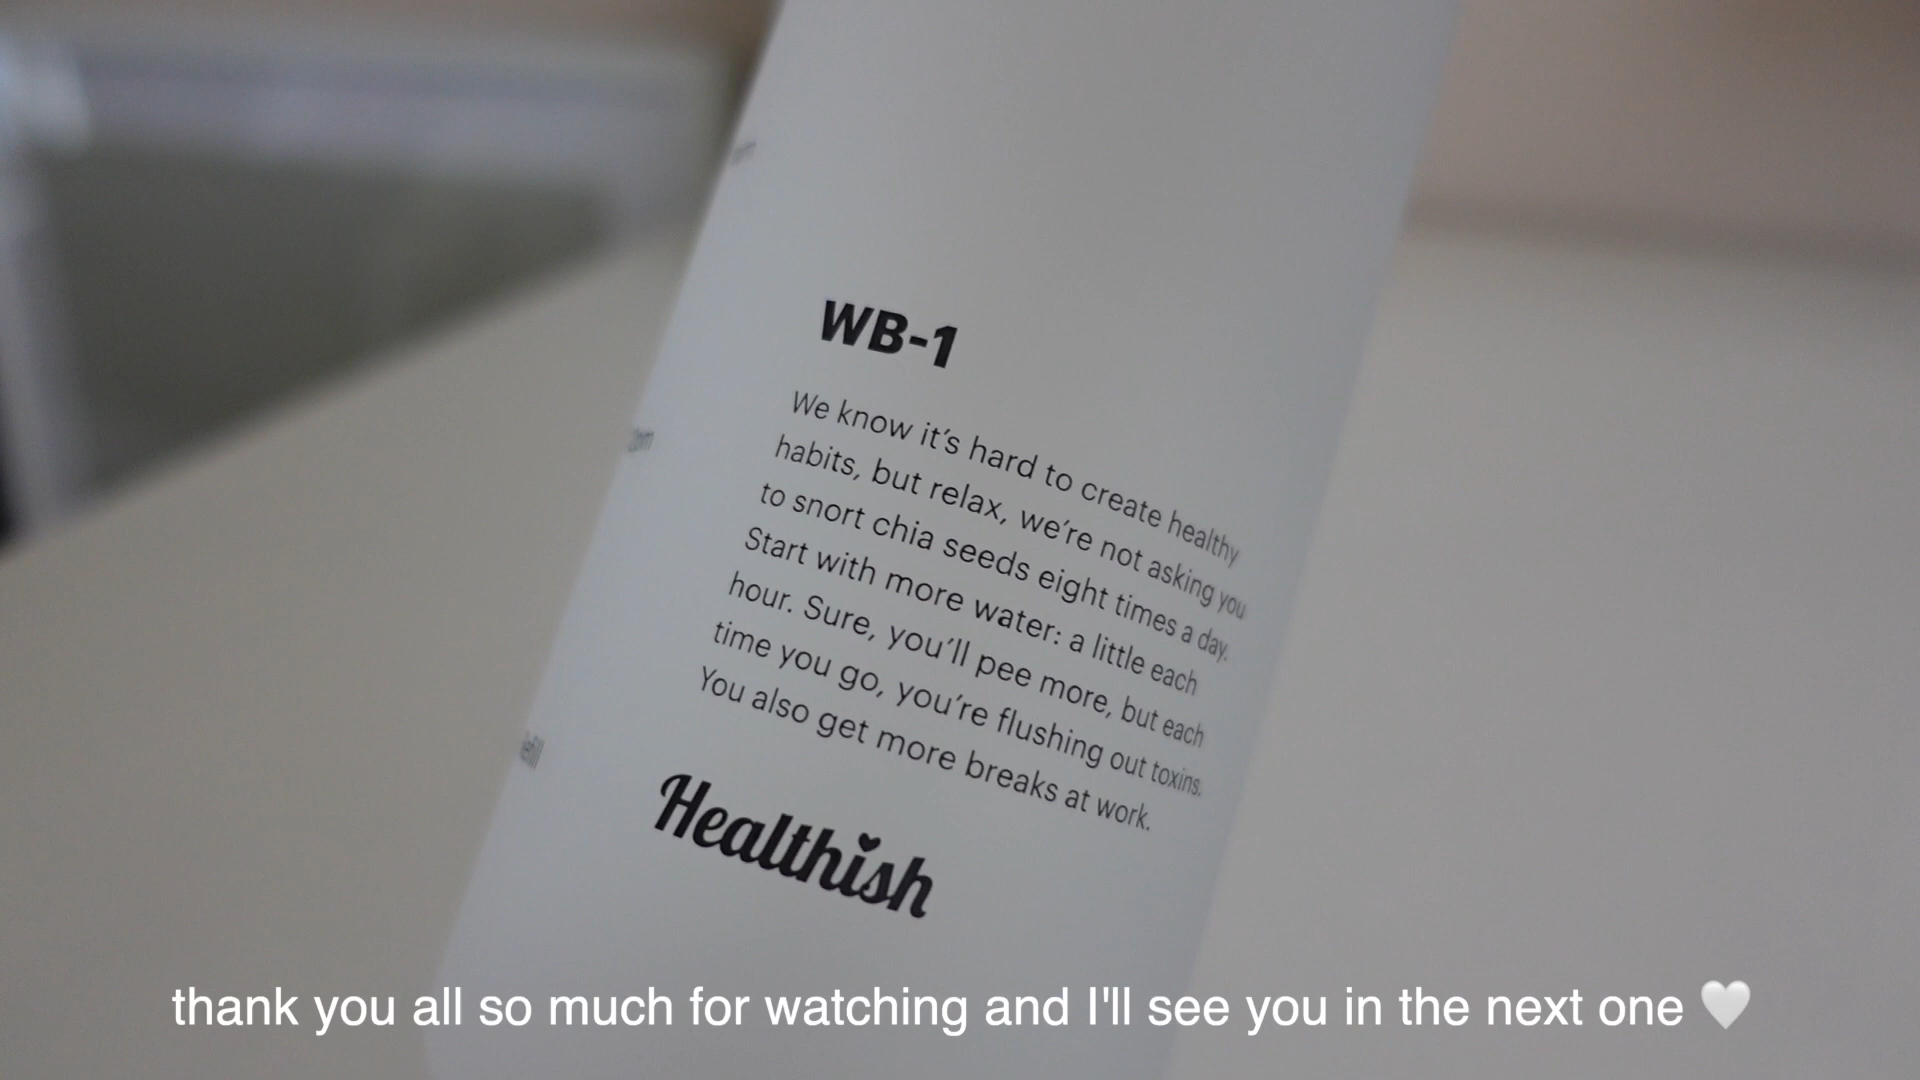 WB-1
We know it's hard to create healthy
habits, but relax, we're not asking you
to snort chia seeds eight times a day.
Start with more water: a little each
hour. Sure, you'll pee more, but each
time you go, you're flushing out toxins.
You also get more breaks at work.
Healthish
thank you all so much for watching and I'll see you in the next one 🤍